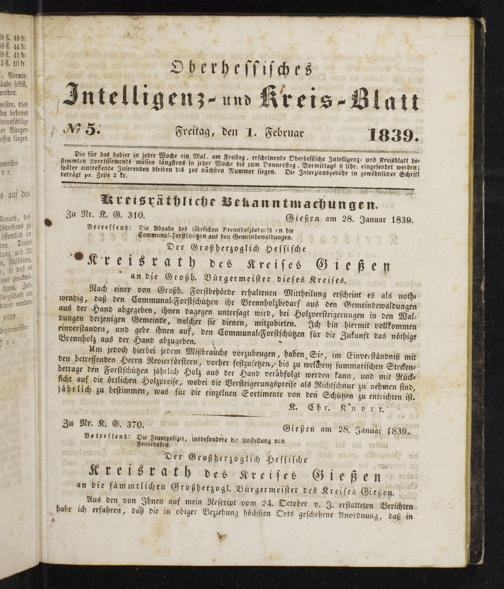 Oberhessisches
Intelligenz- und Kreis-Blatt
№ 5.
Freitag, den 1. Februar
1839.
Die für das dahier in jeder Woche ein Mal, am Freitag, erscheinende Oberhessische Intelligenz- und Kreisblatt be-
stimmten Avertissements müssen längstens in jeder Woche bis zum Donnerstag, Vormittags 8 Uhr, eingesendet werden;
später eintreffende Inserenden bleiben bis zur nächsten Nummer liegen. Die Insertionsgebühr in gewöhnlicher Schrift
beträgt pr. Zeile 2 kr.
Kreisräthliche Bekanntmachungen.
Zu Nr. K. G. 310.
Gießen am 28. Januar 1839.
Betreffend: Die Abgabe des jährlichen Brennholzbedarfs an die
Communal-Forstschützen aus den Gemeindewaldungen.
Der Großherzoglich Hessische
Kreisrath des Kreises Gießen
an die Großh. Bürgermeister dieses Kreises.
Nach einer von Großh. Forstbehörde erhaltenen Mittheilung erscheint es als noth-
wendig, daß den Communal-Forstschützen ihr Brennholzbedarf aus den Gemeindewaldungen
aus der Hand abgegeben, ihnen dagegen untersagt wird, bei Holzversteigerungen in den Wal-
dungen derjenigen Gemeinde, welcher sie dienen, mitzubieten. Ich bin hiermit vollkommen
einverstanden, und gebe ihnen auf, den Communal-Forstschützen für die Zukunft das nöthige
Brennholz aus der Hand abzugeben.
Um jedoch hierbei jedem Mißbrauche vorzubeugen, haben Sie, im Einverständniß mit
den betreffenden Herrn Revierförstern, vorher festzusetzen, bis zu welchem summarischen Stecken-
betrage den Forstschützen jährlich Holz aus der Hand verabfolgt werden kann, und mit Rück-
sicht auf die örtlichen Holzpreise, wobei die Versteigerungspreise als Richtschnur zu nehmen sind,
jährlich zu bestimmen, was für die einzelnen Sortimente von den Schützen zu entrichten ist.
K. Chr. Knorr.
Zu Nr. K. G. 370.
Gießen am 28. Januar 1839.
Betreffend: Die Feuerpolizei, insbesondere die Anstellung von
Der Großherzoglich Hessische
Kreisrath des Kreises Gießen
an die sämmtlichen Großherzogl. Bürgermeister des Kreises Gießen.
Aus den von Ihnen auf mein Rescript vom 24. October v. J. erstatteten Berichten
habe ich erfahren, daß die in obiger Beziehung höchsten Orts geschehene Anordnung, daß in